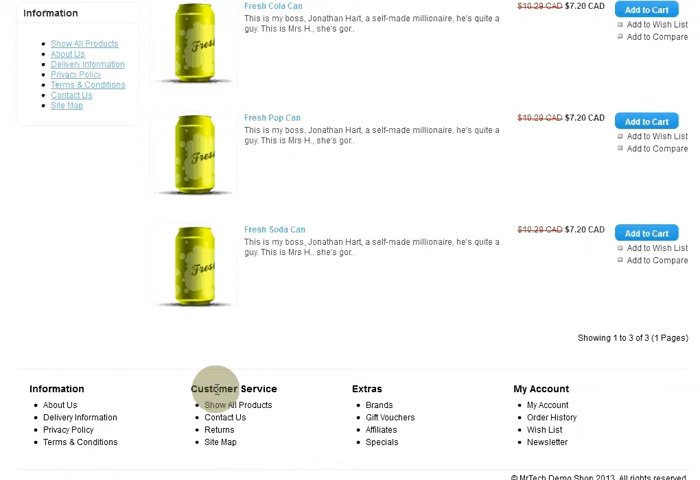 Information
Show All Products
About Us
Delivery Information
Privacy Policy
Terms & Conditions
Contact Us
Site Map
Fresh Cola Can
This is my boss, Jonathan Hart, a self-made millionaire, he's quite a
guy. This is Mrs H., she's gor..
$10.29 CAD $7.20 CAD
Add to Cart
Add to Wish List
Add to Compare
Fresh
Fresh Pop Can
This is my boss, Jonathan Hart, a self-made millionaire, he's quite a
guy. This is Mrs H., she's gor..
$10.29 CAD $7.20 CAD
Add to Cart
Add to Wish List
Add to Compare
Fresh
Fresh Soda Can
This is my boss, Jonathan Hart, a self-made millionaire, he's quite a
guy. This is Mrs H., she's gor..
$10.29 CAD $7.20 CAD
Add to Cart
Add to Wish List
Add to Compare
Fresh
Showing 1 to 3 of 3 (1 Pages)
Information
About Us
Delivery Information
Privacy Policy
Terms & Conditions
Customer Service
Show All Products
Contact Us
Returns
Site Map
Extras
Brands
Gift Vouchers
Affiliates
Specials
My Account
My Account
Order History
Wish List
Newsletter
© MrTech Demo Shop 2013. All rights reserved.